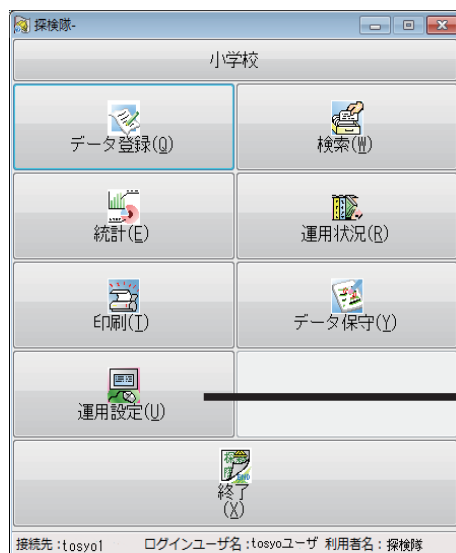 探検隊-
小学校
データ登録(Q)
検索(W)
統計(E)
運用状況(R)
印刷(T)
データ保守(Y)
運用設定(U)
終了
(X)
接続先:tosyo1 ログインユーザ名:tosyoユーザ 利用者名:探検隊